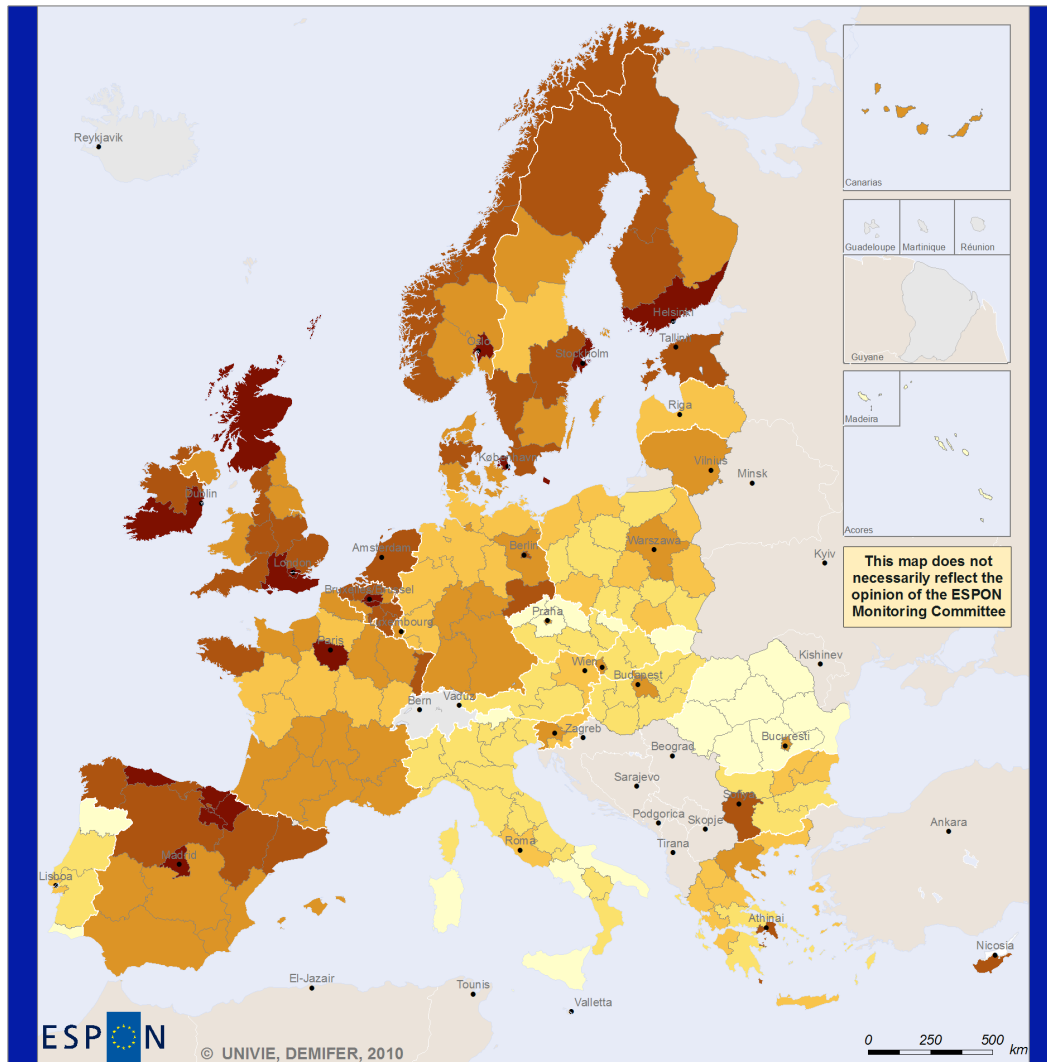 Reykjavik
Canarias
Guadeloupe
Martinique
Réunion
Guyane
Madeira
Acores
This map does not
necessarily reflect the
opinion of the ESPON
Monitoring Committee
Helsinki
Tallinn
Oslo
Stockholm
Riga
København
Vilnius
Minsk
Dublin
Amsterdam
Berlin
Warszawa
London
Kyiv
Praha
Luxembourg
Paris
Wien
Budapest
Kishinev
Bern
Vaduz
Zagreb
Bucuresti
Beograd
Sarajevo
Sofiya
Podgorica
Skopje
Ankara
Roma
Tirana
Madrid
Lisboa
Athinai
Nicosia
El-Jazair
Tounis
Valletta
ESPON
© UNIVIE, DEMIFER, 2010
0 250 500
km